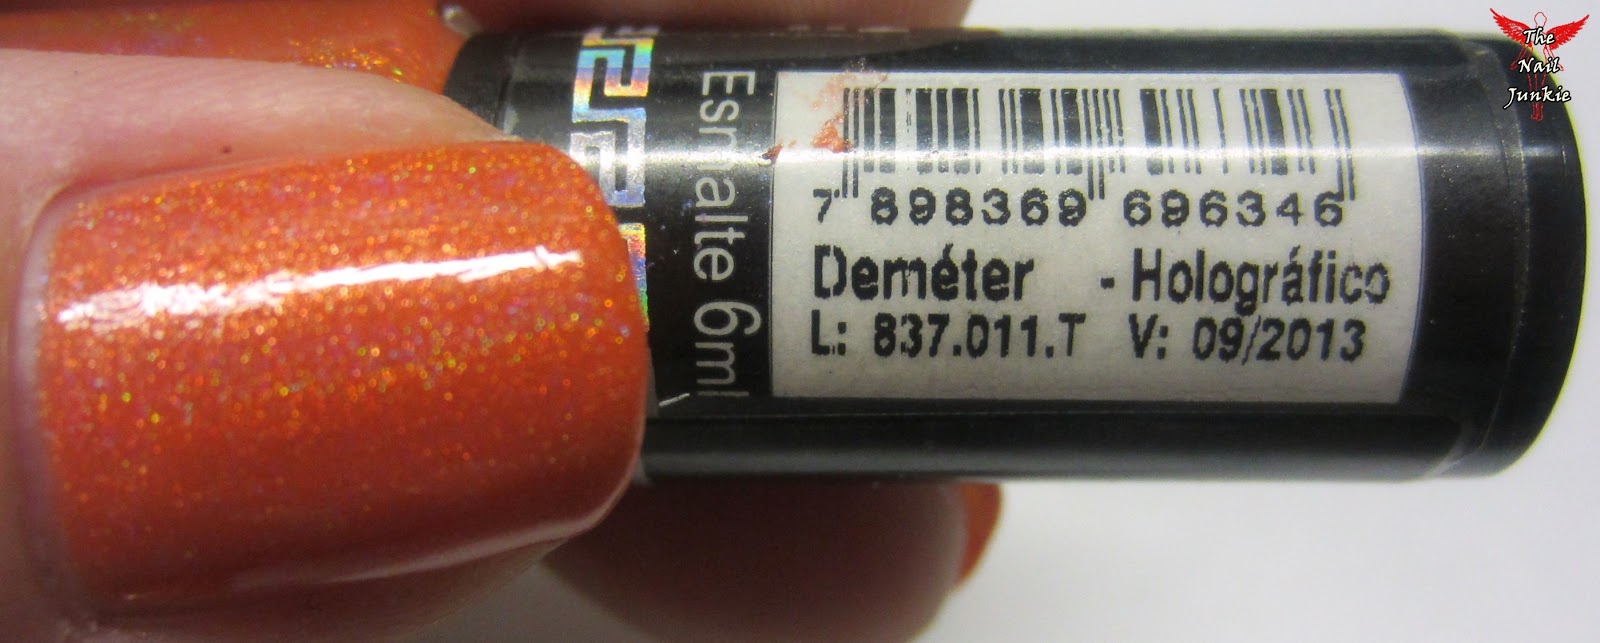 Esmalte 6ml
7 898369 696346
Deméter - Holográfico
L: 837.011.T V: 09/2013
The
Nail
Junkie